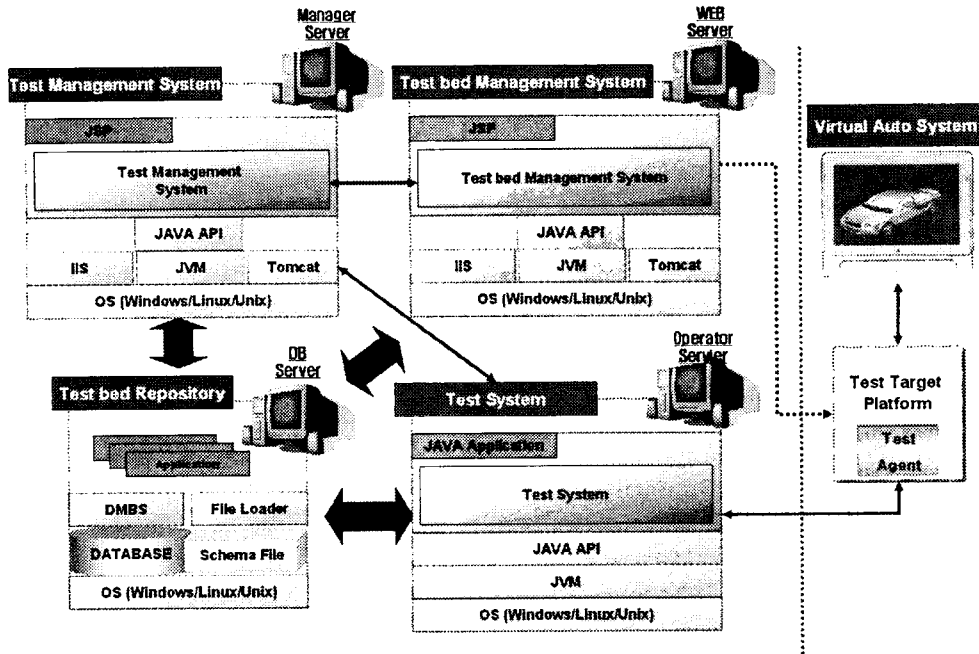 Manager
Server
Test Management System
JSP
Test Management
System
JAVA API
IIS
JVM
Tomcat
OS (Windows/Linux/Unix)
WEB
Server
Test bed Management System
JSP
Test bed Management System
JAVA API
IIS
JVM
Tomcat
OS (Windows/Linux/Unix)
Virtual Auto System
DB
Server
Test bed Repository
Application
DMBS
File Loader
DATABASE
Schema File
OS (Windows/Linux/Unix)
Operator
Server
Test System
JAVA Application
Test System
JAVA API
JVM
OS (Windows/Linux/Unix)
Test Target
Platform
Test
Agent